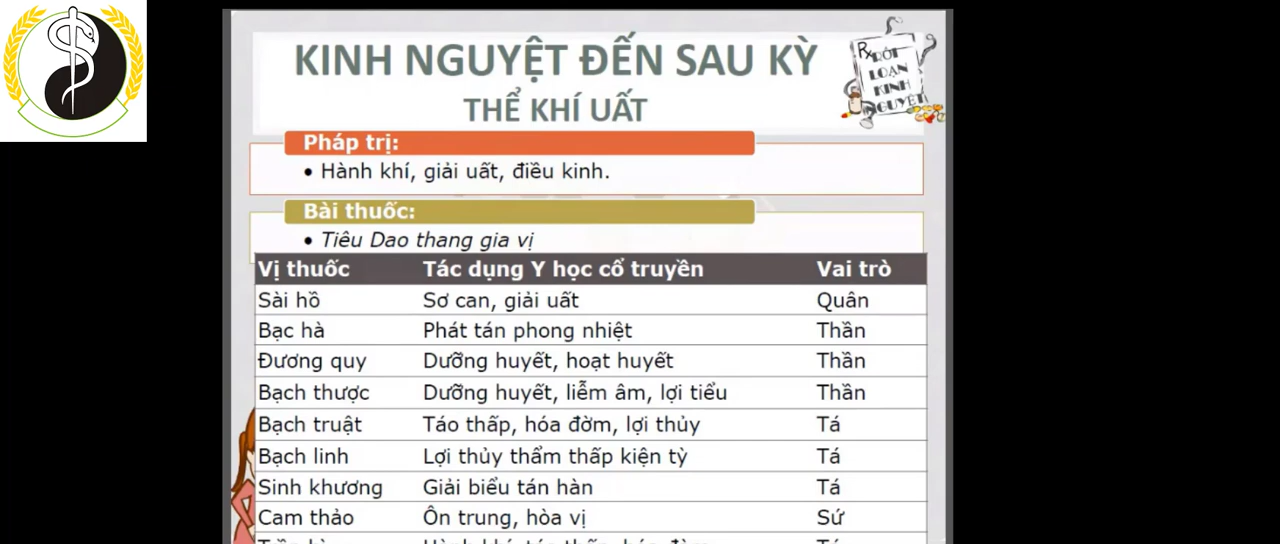 KINH NGUYỆT ĐẾN SAU KỲ
THỂ KHÍ UẤT
RỐI
LOẠN
KINH
NGUYỆT
Pháp trị:
• Hành khí, giải uất, điều kinh.
Bài thuốc:
• Tiêu Dao thang gia vị
Vị thuốc Tác dụng Y học cổ truyền Vai trò
Sài hồ Sơ can, giải uất Quân
Bạc hà Phát tán phong nhiệt Thần
Đương quy Dưỡng huyết, hoạt huyết Thần
Bạch thược Dưỡng huyết, liễm âm, lợi tiểu Thần
Bạch truật Táo thấp, hóa đờm, lợi thủy Tá
Bạch linh Lợi thủy thẩm thấp kiện tỳ Tá
Sinh khương Giải biểu tán hàn Tá
Cam thảo Ôn trung, hòa vị Sứ